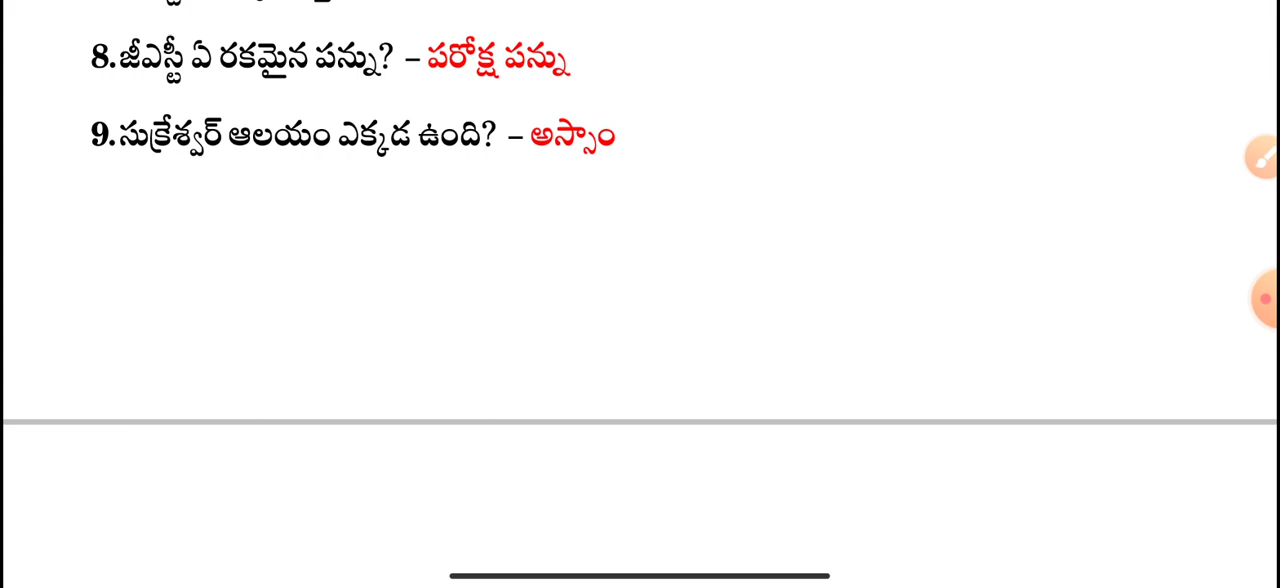 8.జీఎస్టీ ఏ రకమైన పన్ను? – పరోక్ష పన్ను
9.సుక్రేశ్వర్ ఆలయం ఎక్కడ ఉంది? – అస్సాం